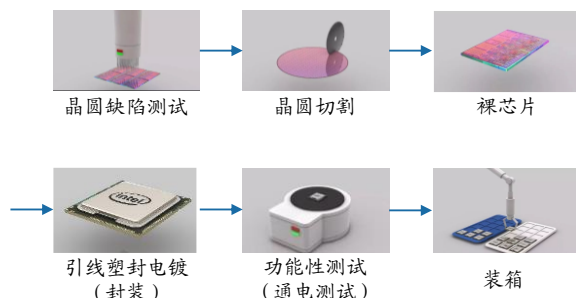 晶圆缺陷测试
晶圆切割
裸芯片
intel
引线塑封电镀
（封装）
功能性测试
（通电测试）
装箱